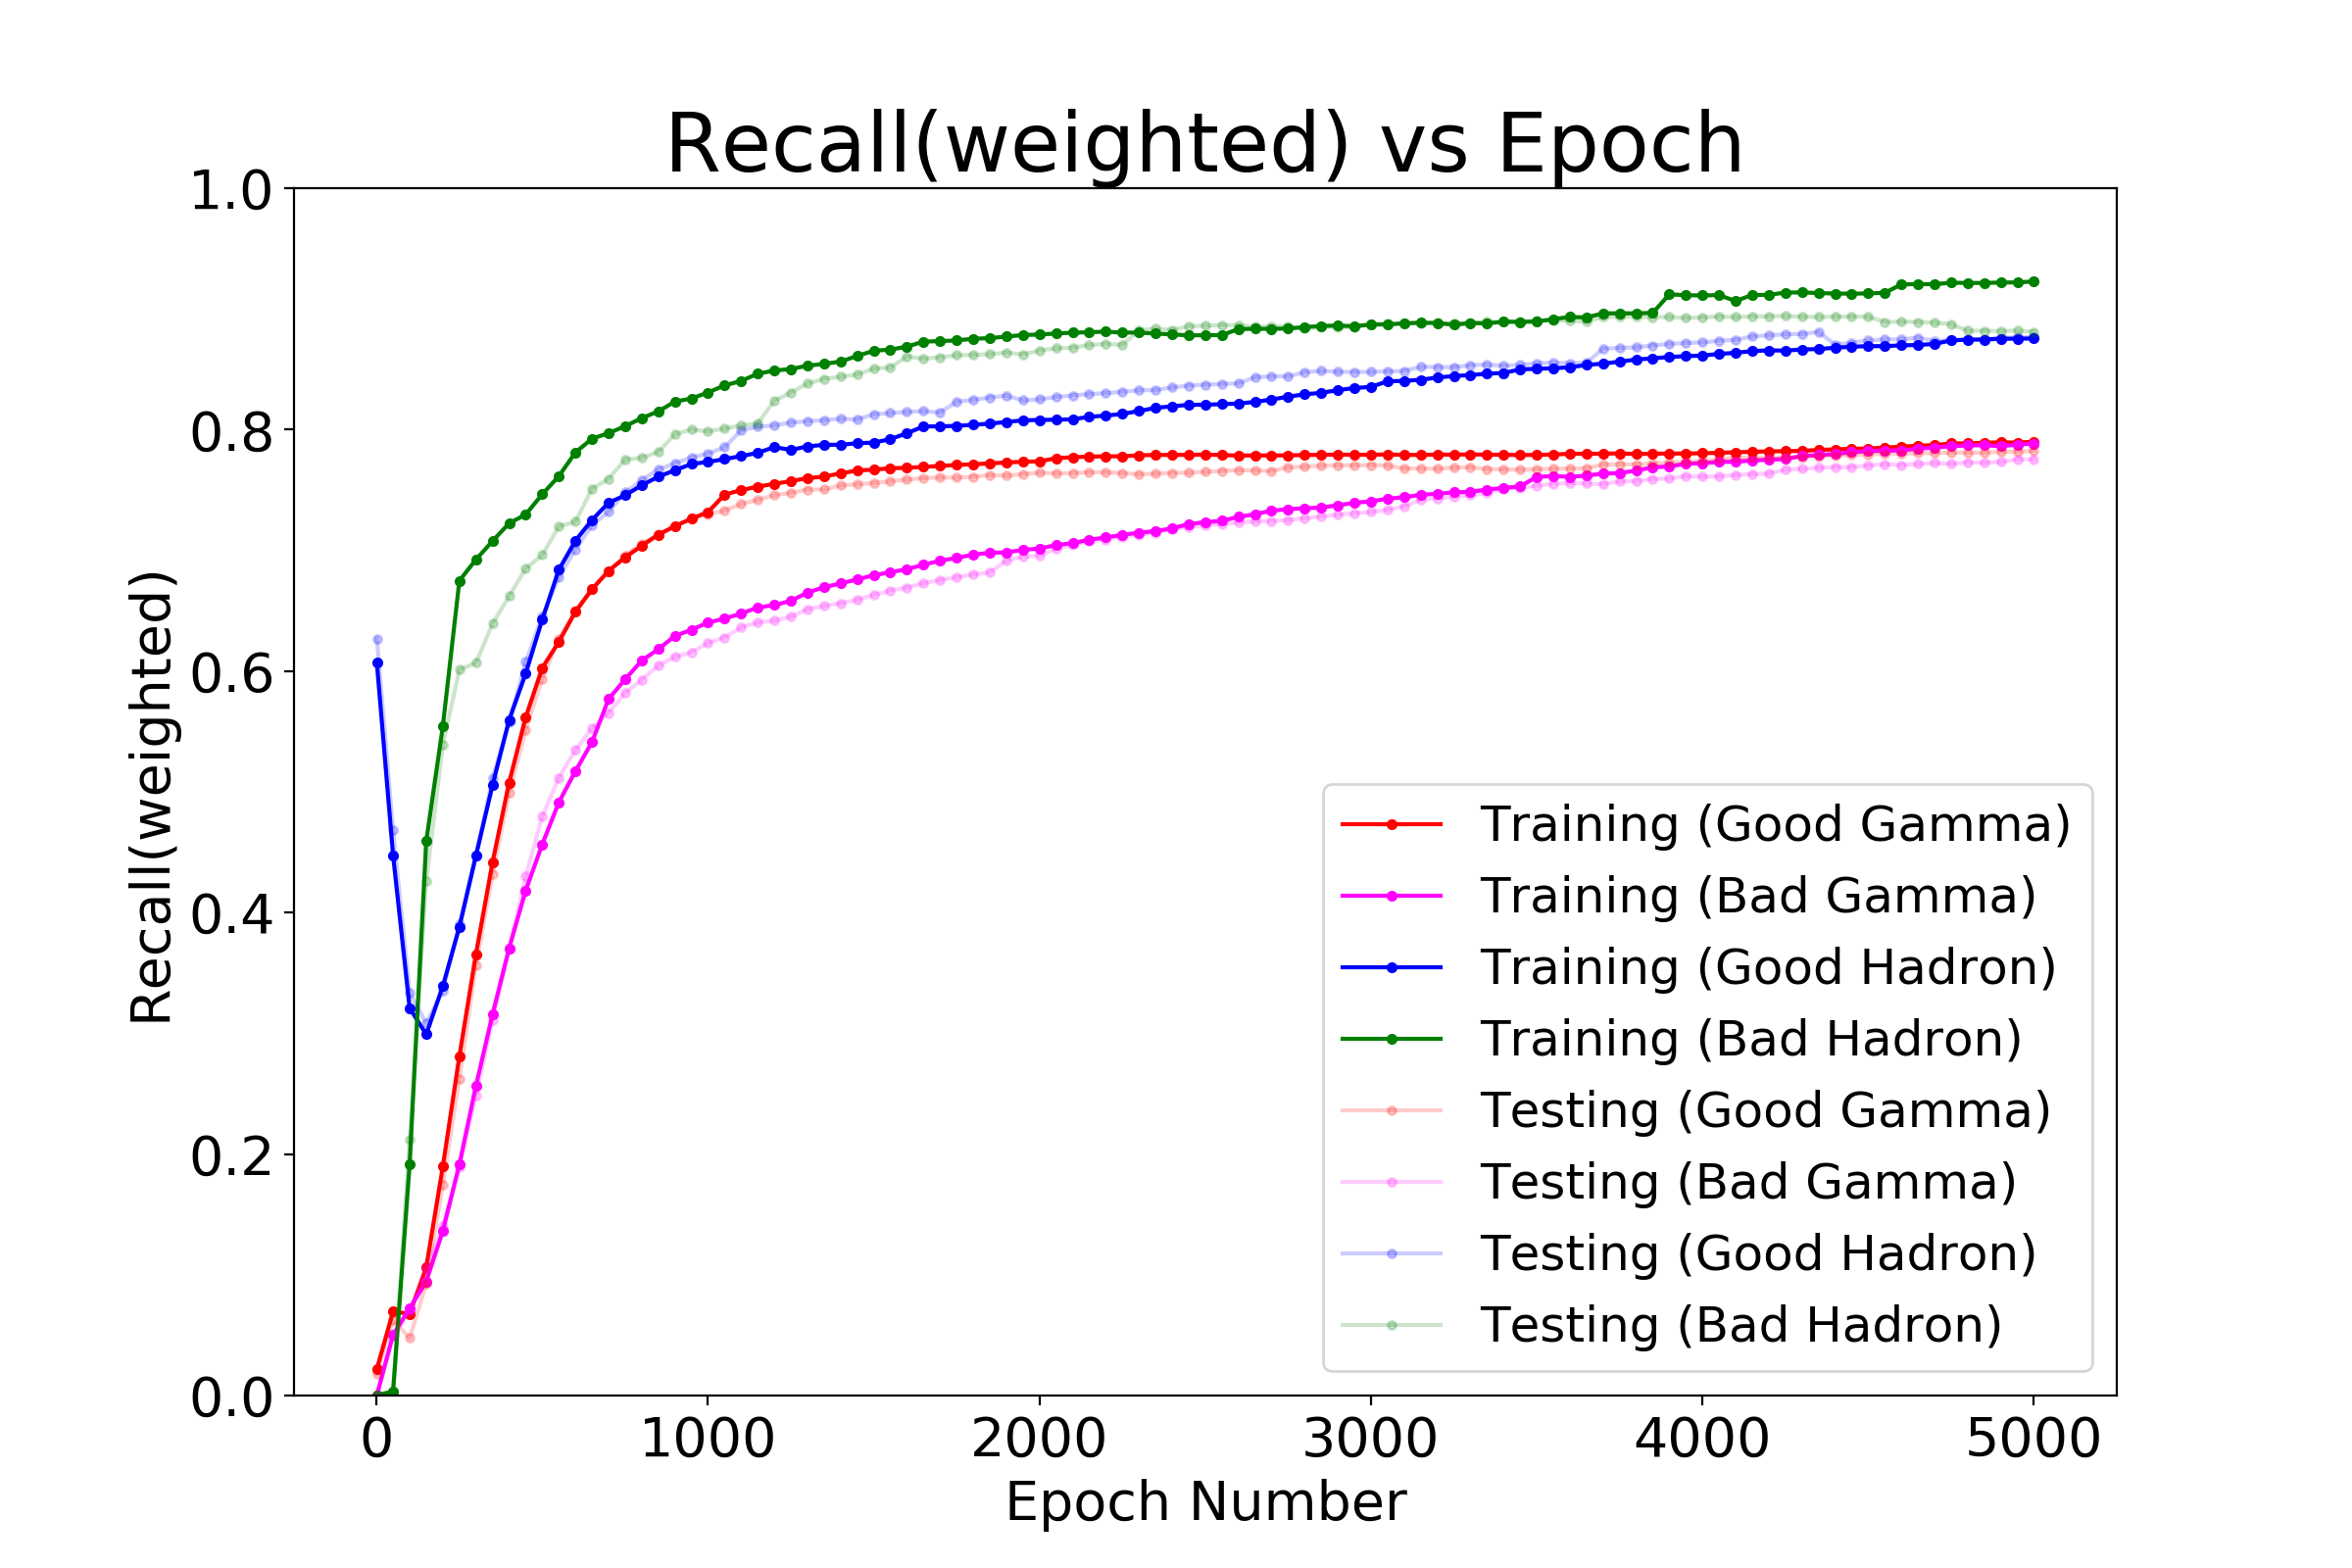 Recall(weighted) vs Epoch
1.0
0.8
0.6
0.4
0.2
0.0
Recall(weighted)
0 1000 2000 3000 4000 5000
Epoch Number
Training (Good Gamma)
Training (Bad Gamma)
Training (Good Hadron)
Training (Bad Hadron)
Testing (Good Gamma)
Testing (Bad Gamma)
Testing (Good Hadron)
Testing (Bad Hadron)